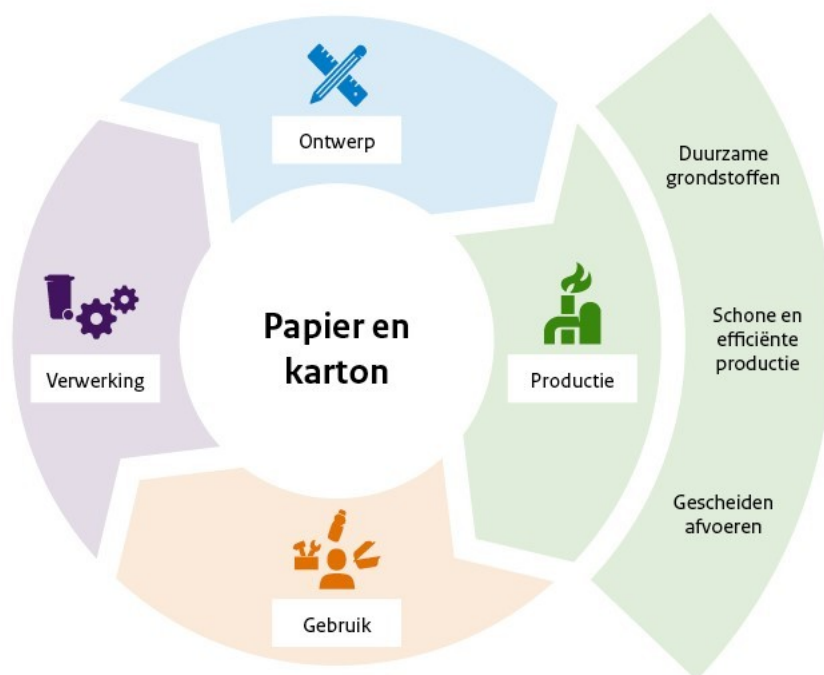 Ontwerp
Duurzame
grondstoffen
Papier en
karton
Schone en
efficiënte
productie
Verwerking
Productie
Gescheiden
afvoeren
Gebruik